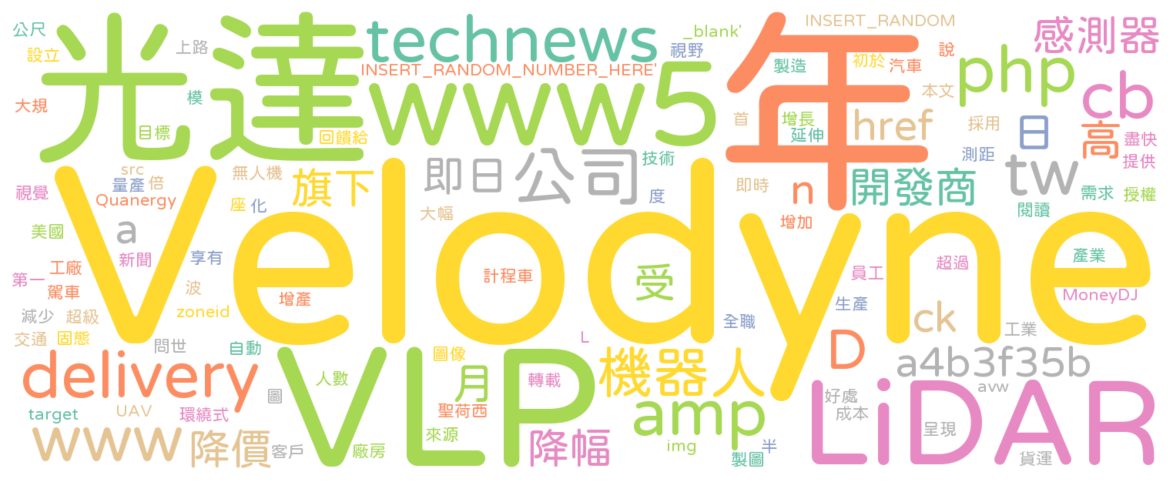 公尺
設立
上路
光達
technews
_blank'
視野
INSERT_RANDOM
感測器
年
製造
初於
汽車
說
php
INSERT_RANDOM_NUMBER_HERE'
www5
大規
模
目標
回饋給
首
增長
延伸
href
本文
採用
日
cb
高
盡快
提供
測距
tw
src
量產
倍
無人機
旗下
即日
公司
技術
度
即時
n
開發商
閱讀
需求
授權
視覺
Quanergy
座
化
a
大幅
增加
美國
Velodyne
新聞
享有
第一
工廠
駕車
波
增產
計程車
受
員工
超過
產業
MoneyDJ
減少
超級
zoneid
全職
生產
ck
工業
交通
固態
問世
自動
L
圖像
D
a4b3f35b
delivery
人數
VLP
月
轉載
機器人
avw
好處
成本
LiDAR
target
UAV
環繞式
圖
聖荷西
amp
呈現
www
降價
客戶
廠房
來源
降幅
img
製圖
半
貨運